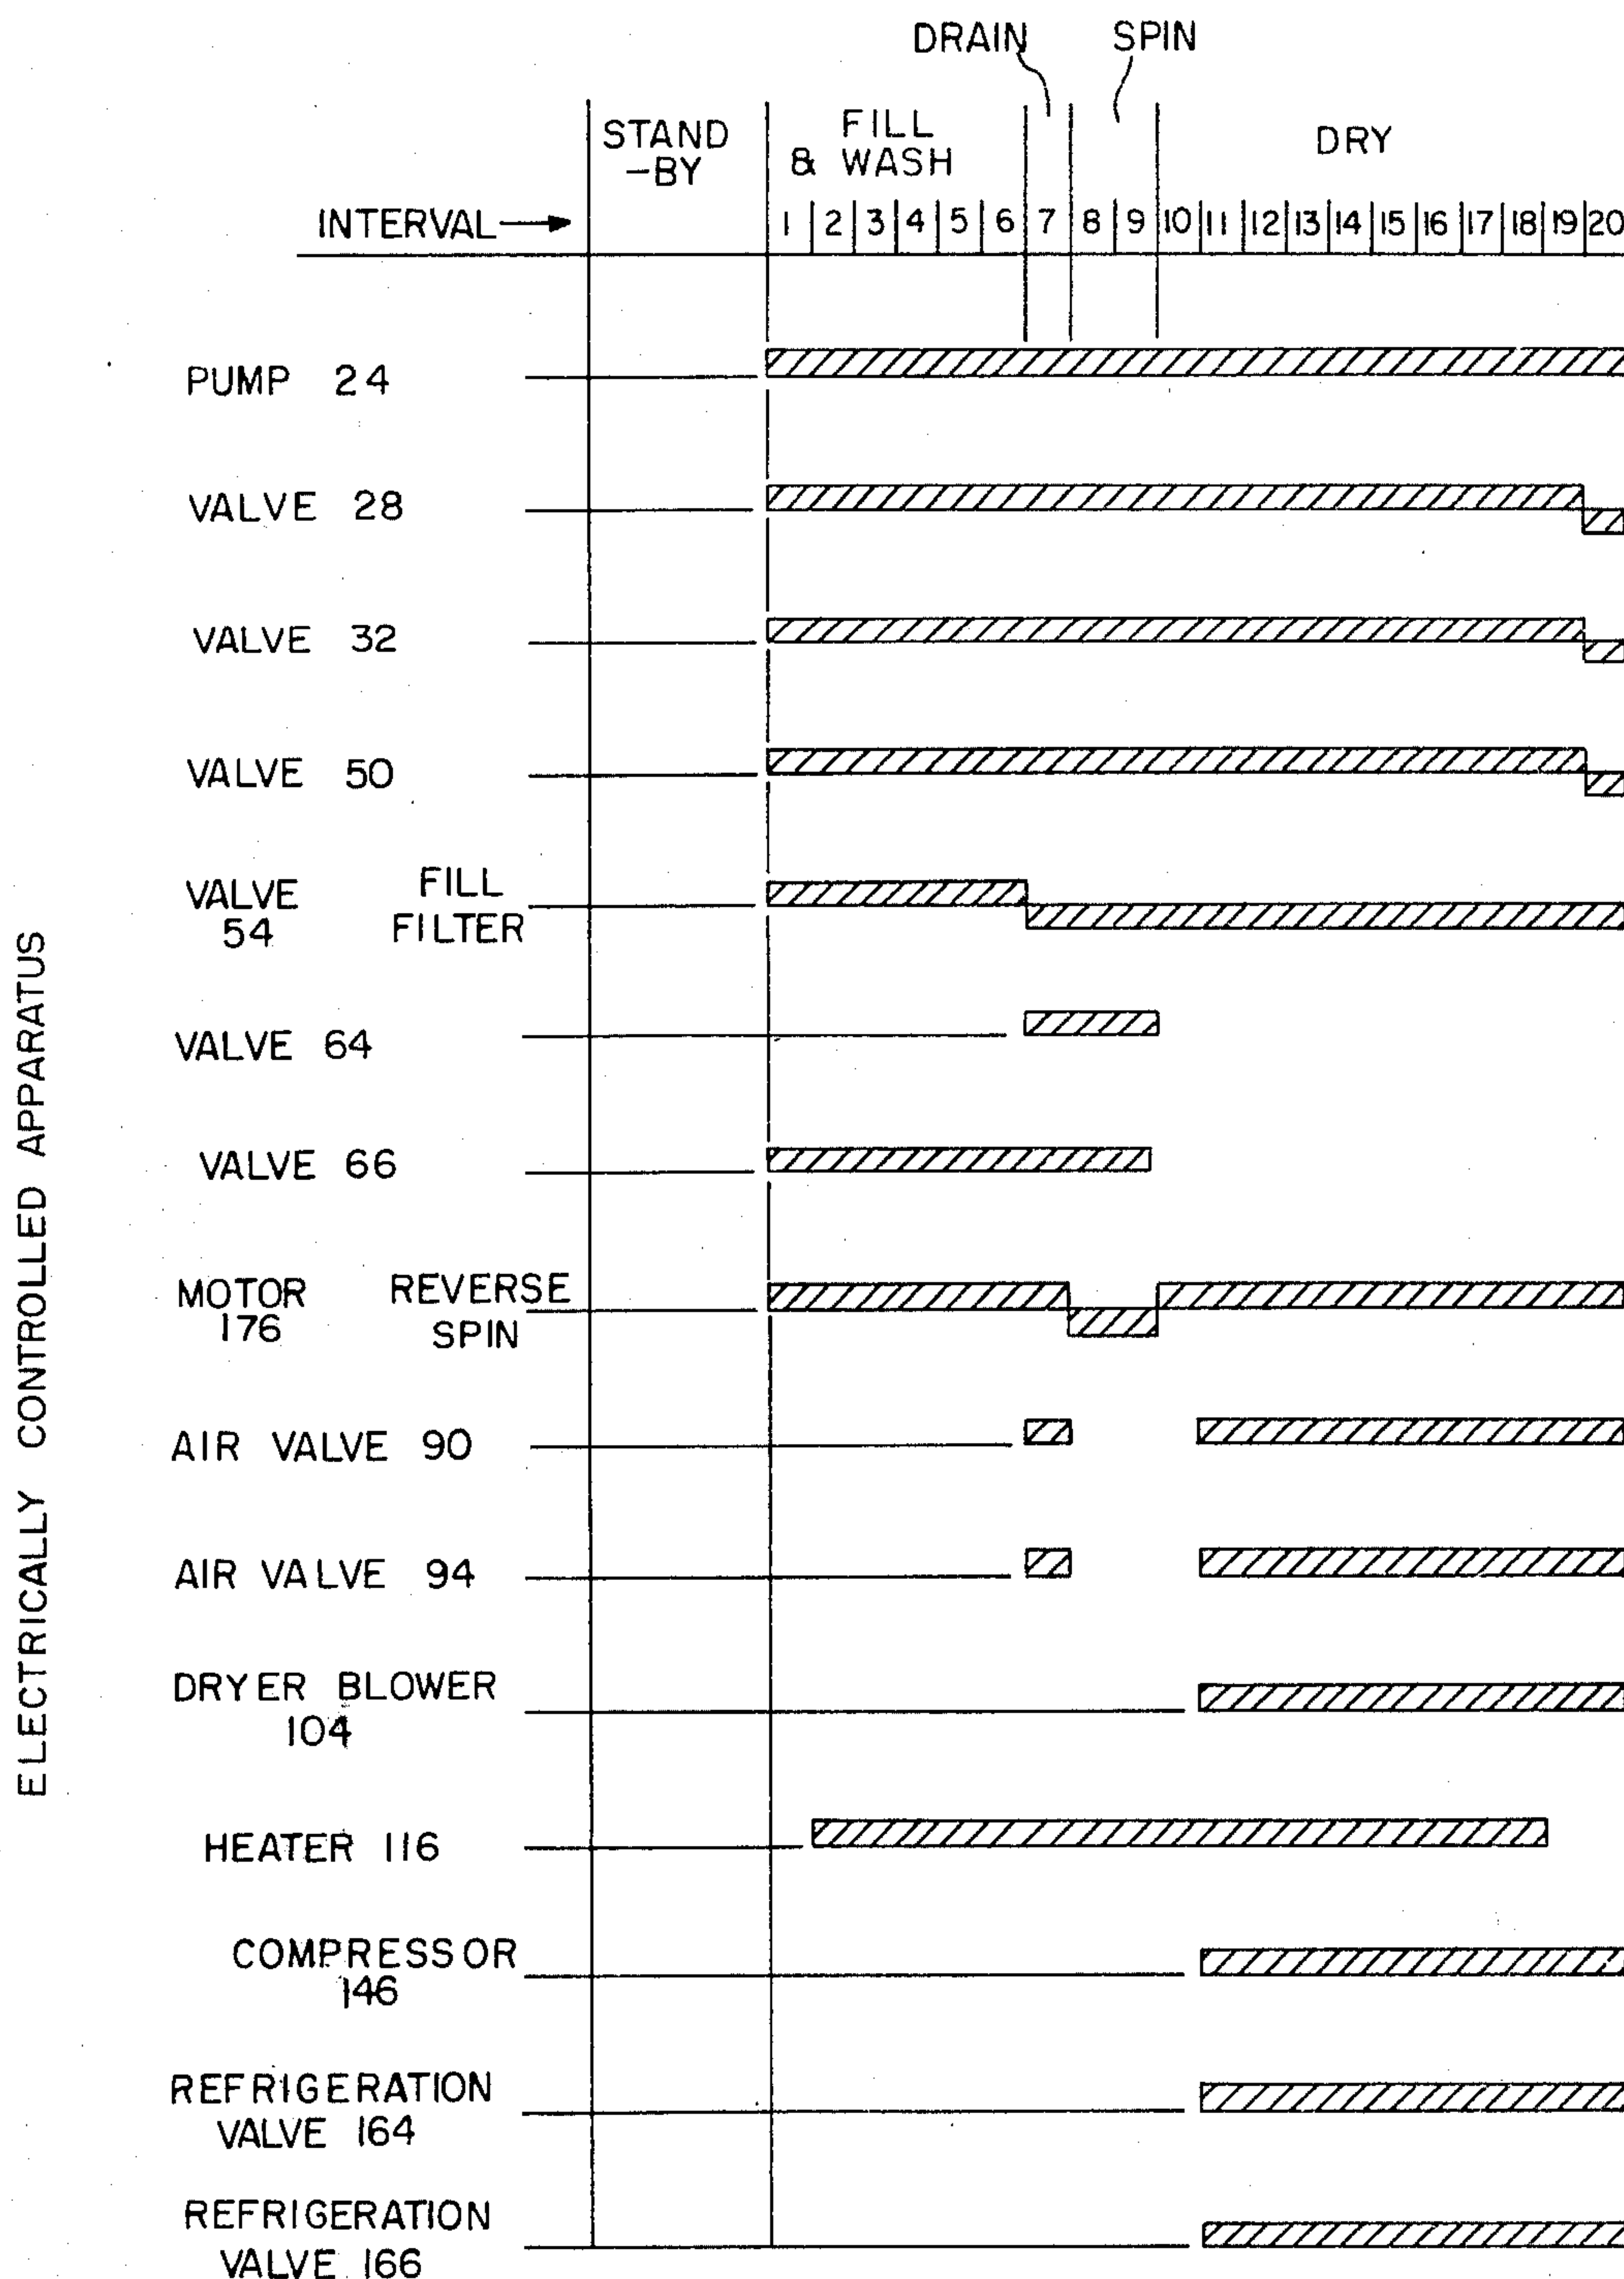 DRAIN SPIN
STAND
-BY
FILL
& WASH
DRY
INTERVAL
1 2 3 4 5 6 7 8 9 10 11 12 13 14 15 16 17 18 19 20
ELECTRICALLY CONTROLLED APPARATUS
PUMP 24
VALVE 28
VALVE 32
VALVE 50
VALVE
54
FILL
FILTER
VALVE 64
VALVE 66
MOTOR
176
REVERSE
SPIN
AIR VALVE 90
AIR VALVE 94
DRYER BLOWER
104
HEATER 116
COMPRESSOR
146
REFRIGERATION
VALVE 164
REFRIGERATION
VALVE 166